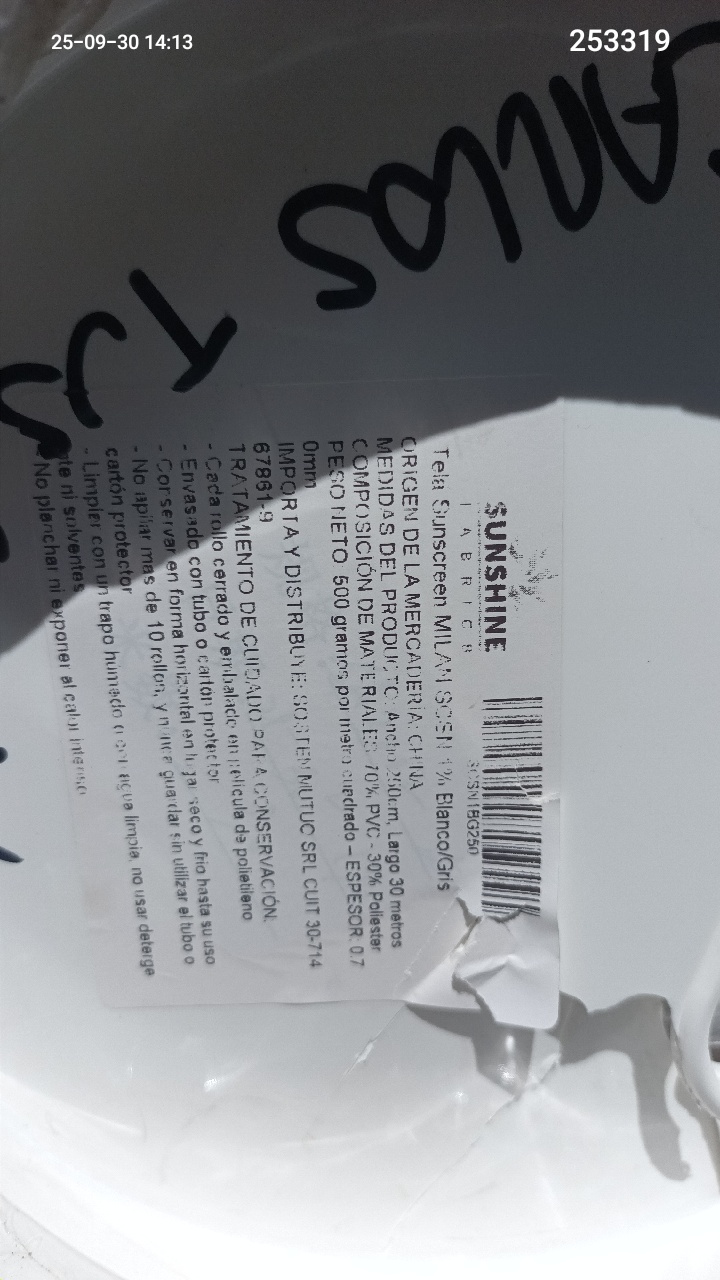 25-09-30 14:13
253319
SUNSHINE
FABRICS
SCSN1BG250
Tela Sunscreen MILAN SCSN 1% Blanco/Gris
ORIGEN DE LA MERCADERIA: CHINA
MEDIDAS DEL PRODUCTO: Ancho 250cm, Largo 30 metros
COMPOSICIÓN DE MATERIALES: 70% PVC - 30% Poliester
PESO NETO: 500 gramos por metro cuadrado – ESPESOR: 0.7
0mm
IMPORTA Y DISTRIBUYE: SOSTEN MUTUC SRL CUIT 30-714
67861-9
TRATAMIENTO DE CUIDADO PARA CONSERVACIÓN.
- Cada rollo cerrado y embalado en película de polietileno
- Envasado con tubo o cartón protector
- Conservar en forma horizontal en lugar seco y frio hasta su uso
- No apilar mas de 10 rollos, y nunca guardar sin utilizar el tubo o
cartón protector
- Limpier con un trapo húmedo con agua limpia, no usar deterge
nte ni solventes
- No planchar ni exponer al calor intenso
CARLOS